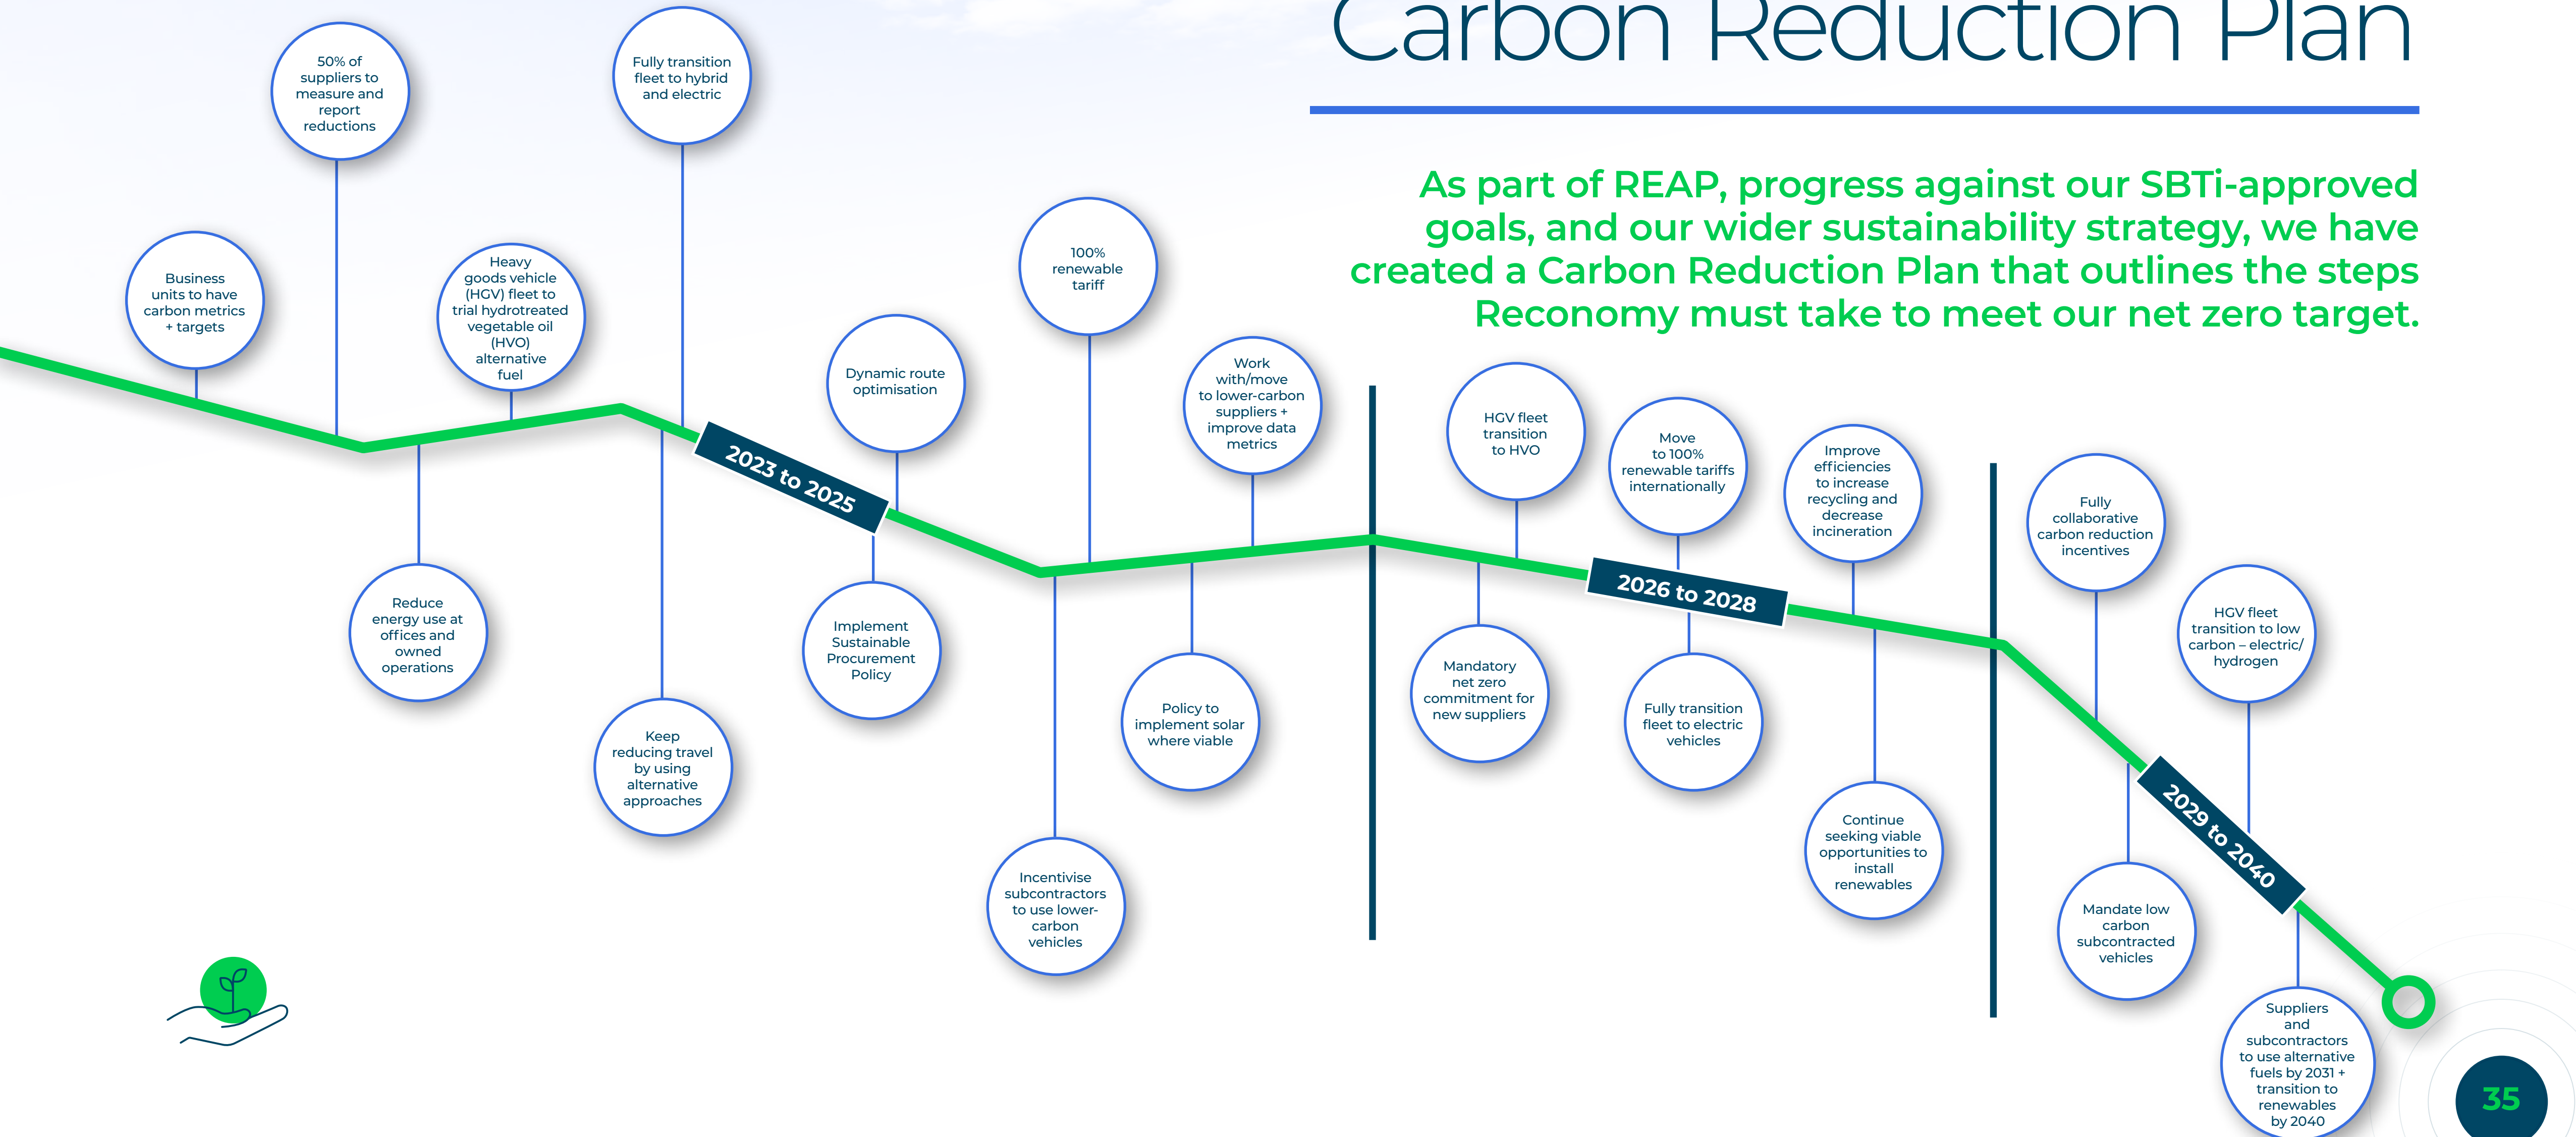 Carbon Reduction Plan
As part of REAP, progress against our SBTi-approved
goals, and our wider sustainability strategy, we have
created a Carbon Reduction Plan that outlines the steps
Reconomy must take to meet our net zero target.
Business
units to have
carbon metrics
+ targets
50% of
suppliers to
measure and
report
reductions
Reduce
energy use at
offices and
owned
operations
Heavy
goods vehicle
(HGV) fleet to
trial hydrotreated
vegetable oil
(HVO)
alternative
fuel
Keep
reducing travel
by using
alternative
approaches
Fully transition
fleet to hybrid
and electric
2023 to 2025
Implement
Sustainable
Procurement
Policy
Dynamic route
optimisation
Incentivise
subcontractors
to use lower-
carbon
vehicles
100%
renewable
tariff
Policy to
implement solar
where viable
Work
with/move
to lower-carbon
suppliers +
improve data
metrics
Mandatory
net zero
commitment for
new suppliers
HGV fleet
transition
to HVO
2026 to 2028
Move
to 100%
renewable tariffs
internationally
Fully transition
fleet to electric
vehicles
Improve
efficiencies
to increase
recycling and
decrease
incineration
Continue
seeking viable
opportunities to
install
renewables
Fully
collaborative
carbon reduction
incentives
Mandate low
carbon
subcontracted
vehicles
2029 to 2040
HGV fleet
transition to low
carbon – electric/
hydrogen
Suppliers
and
subcontractors
to use alternative
fuels by 2031 +
transition to
renewables
by 2040
35